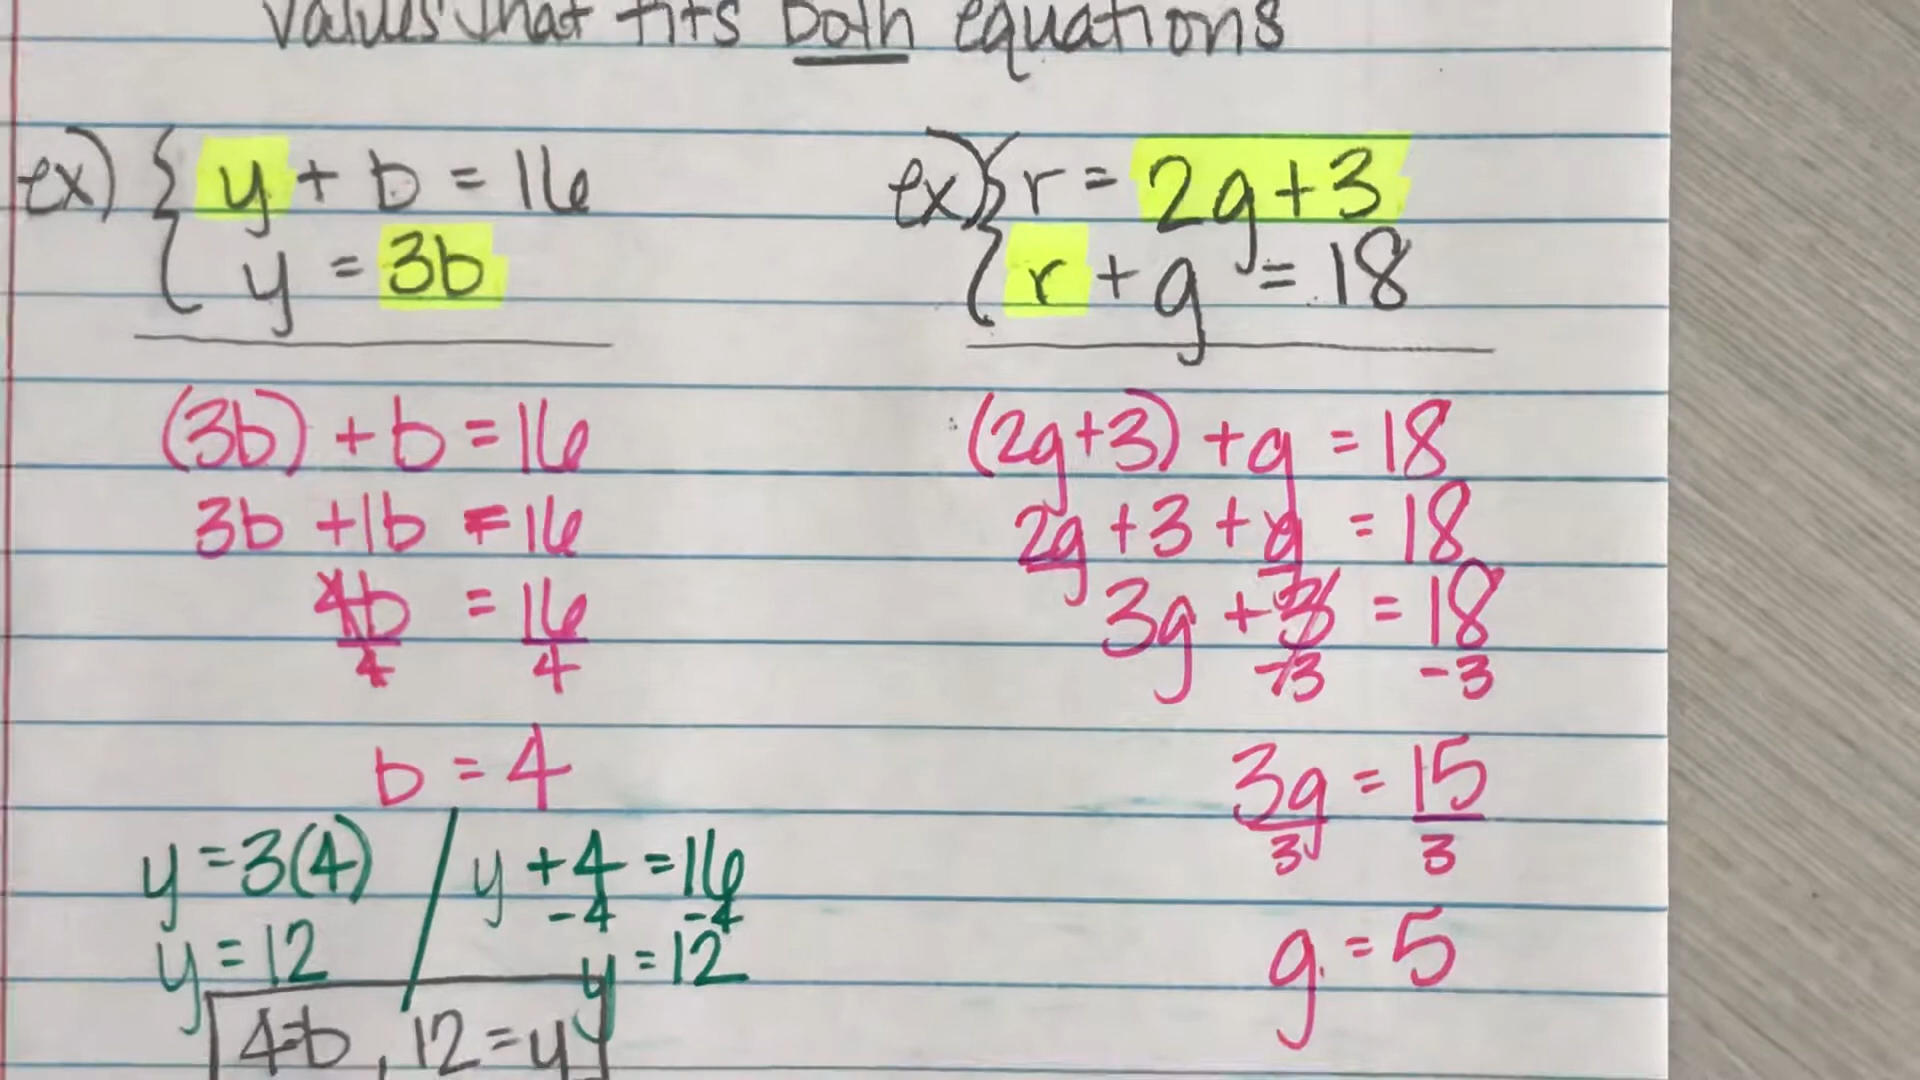 values that fits both equations
ex) { y + b = 16
y = 3b
(3b) + b = 16
3b + 1b = 16
4b = 16
4 4
b = 4
y = 3(4) / y + 4 = 16
-4 -4
y = 12 y = 12
4=b, 12=y
ex) { r = 2g+3
r + g = 18
(2g+3) + g = 18
2g + 3 + g = 18
3g + 3 = 18
-3 -3
3g = 15
3 3
g = 5